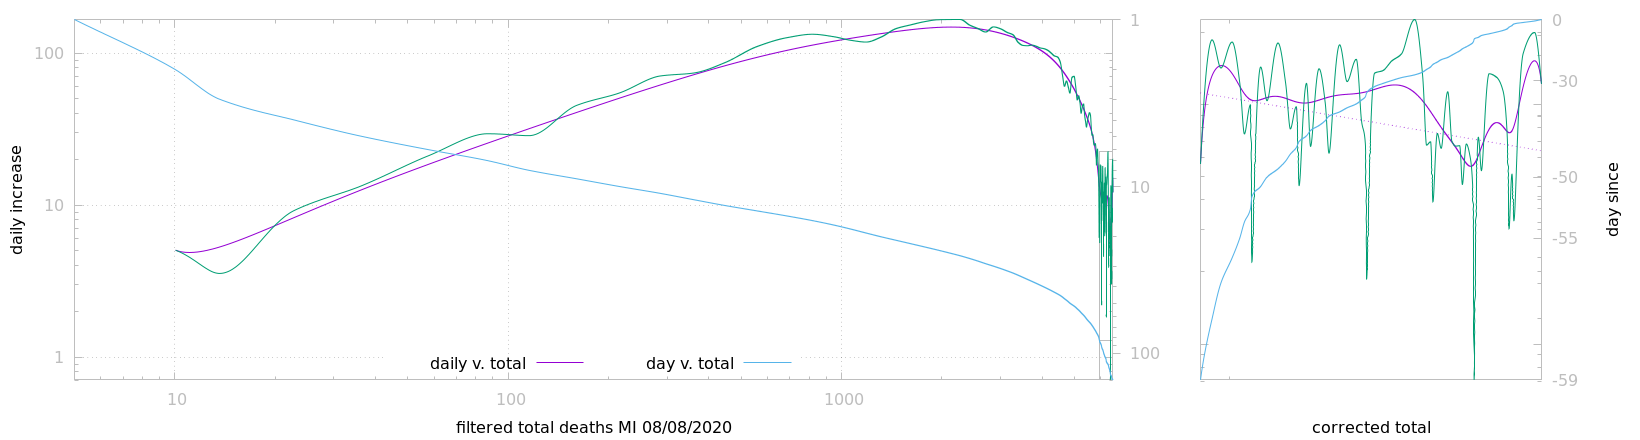 daily increase
100
10
1
10
100
1000
1
10
100
daily v. total
day v. total
filtered total deaths MI 08/08/2020
0
-30
-50
-55
-59
day since
corrected total